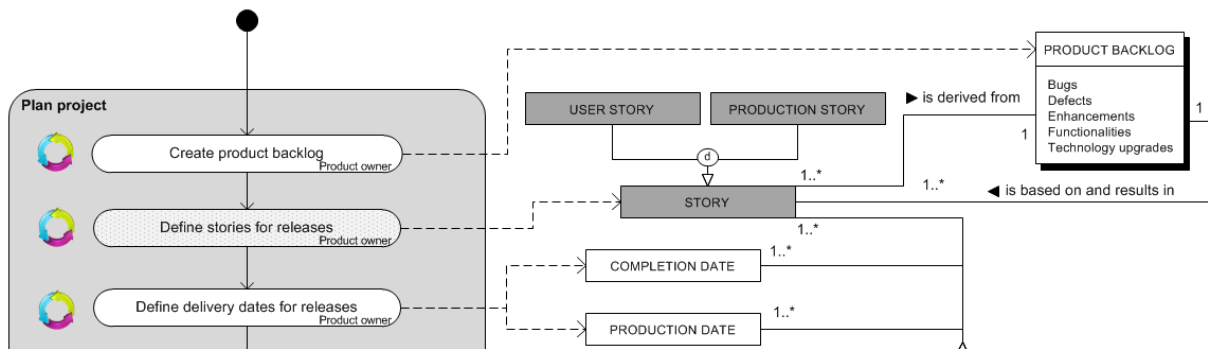 Plan project
Create product backlog
Product owner
Define stories for releases
Product owner
Define delivery dates for releases
Product owner
USER STORY
PRODUCTION STORY
d
STORY
COMPLETION DATE
PRODUCTION DATE
1..*
1..*
1..*
1..*
1..*
▶ is derived from
1
PRODUCT BACKLOG
Bugs
Defects
Enhancements
Functionalities
Technology upgrades
1
◀ is based on and results in